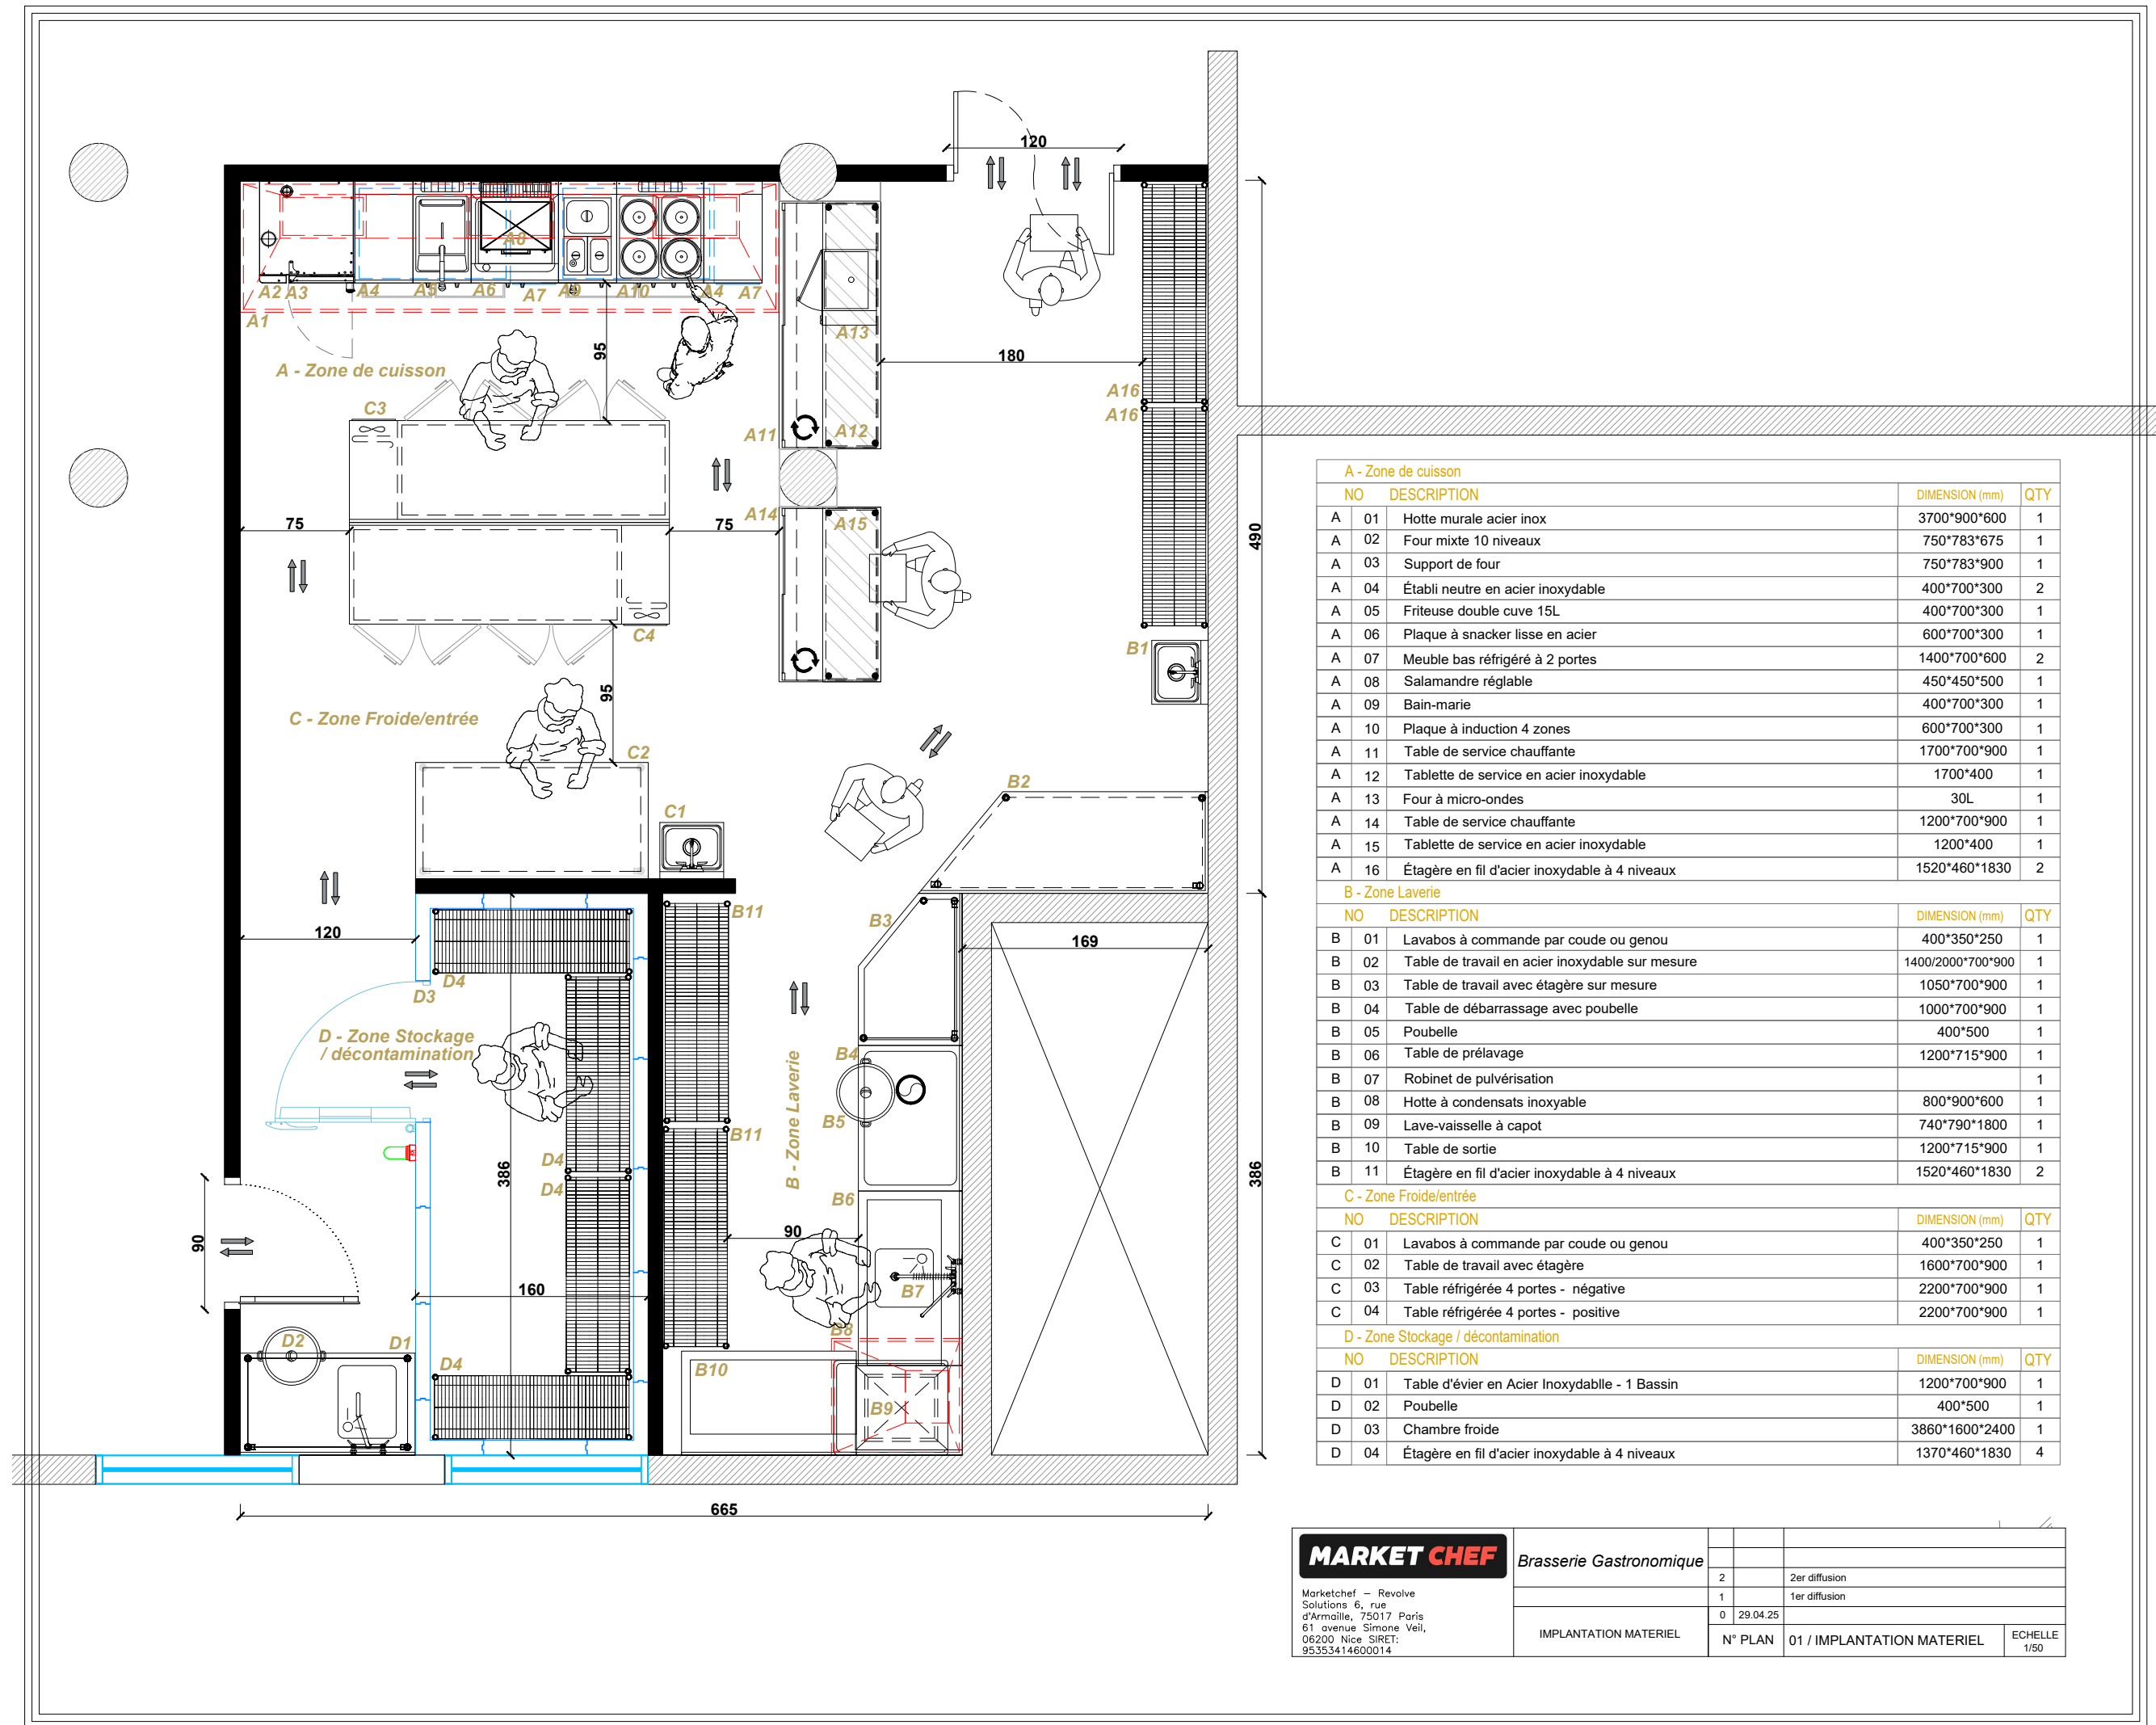 120
A8
A2 A3
A4
A5
A6
A7
A9
A10
A4
A7
A1
A13
95
180
A - Zone de cuisson
A16
A16
C3
A11
A12
75
75
A14
A15
490
C4
B1
95
C - Zone Froide/entrée
C2
B2
C1
B11
B3
120
169
D4
D3
D - Zone Stockage
/ décontamination
B4
B5
B - Zone Laverie
B11
D4
D4
386
386
B6
90
90
B7
160
B8
D2
D1
D4
B10
B9
665
A - Zone de cuisson
NO DESCRIPTION DIMENSION (mm) QTY
A 01 Hotte murale acier inox 3700*900*600 1
A 02 Four mixte 10 niveaux 750*783*675 1
A 03 Support de four 750*783*900 1
A 04 Établi neutre en acier inoxydable 400*700*300 2
A 05 Friteuse double cuve 15L 400*700*300 1
A 06 Plaque à snacker lisse en acier 600*700*300 1
A 07 Meuble bas réfrigéré à 2 portes 1400*700*600 2
A 08 Salamandre réglable 450*450*500 1
A 09 Bain-marie 400*700*300 1
A 10 Plaque à induction 4 zones 600*700*300 1
A 11 Table de service chauffante 1700*700*900 1
A 12 Tablette de service en acier inoxydable 1700*400 1
A 13 Four à micro-ondes 30L 1
A 14 Table de service chauffante 1200*700*900 1
A 15 Tablette de service en acier inoxydable 1200*400 1
A 16 Étagère en fil d'acier inoxydable à 4 niveaux 1520*460*1830 2
B - Zone Laverie
NO DESCRIPTION DIMENSION (mm) QTY
B 01 Lavabos à commande par coude ou genou 400*350*250 1
B 02 Table de travail en acier inoxydable sur mesure 1400/2000*700*900 1
B 03 Table de travail avec étagère sur mesure 1050*700*900 1
B 04 Table de débarrassage avec poubelle 1000*700*900 1
B 05 Poubelle 400*500 1
B 06 Table de prélavage 1200*715*900 1
B 07 Robinet de pulvérisation 1
B 08 Hotte à condensats inoxyable 800*900*600 1
B 09 Lave-vaisselle à capot 740*790*1800 1
B 10 Table de sortie 1200*715*900 1
B 11 Étagère en fil d'acier inoxydable à 4 niveaux 1520*460*1830 2
C - Zone Froide/entrée
NO DESCRIPTION DIMENSION (mm) QTY
C 01 Lavabos à commande par coude ou genou 400*350*250 1
C 02 Table de travail avec étagère 1600*700*900 1
C 03 Table réfrigérée 4 portes - négative 2200*700*900 1
C 04 Table réfrigérée 4 portes - positive 2200*700*900 1
D - Zone Stockage / décontamination
NO DESCRIPTION DIMENSION (mm) QTY
D 01 Table d'évier en Acier Inoxydablle - 1 Bassin 1200*700*900 1
D 02 Poubelle 400*500 1
D 03 Chambre froide 3860*1600*2400 1
D 04 Étagère en fil d'acier inoxydable à 4 niveaux 1370*460*1830 4
MARKET CHEF
Marketchef – Revolve
Solutions 6, rue
d'Armaille, 75017 Paris
61 avenue Simone Veil,
06200 Nice SIRET:
95353414600014
Brasserie Gastronomique
IMPLANTATION MATERIEL
2 2er diffusion
1 1er diffusion
0 29.04.25
N° PLAN 01 / IMPLANTATION MATERIEL
ECHELLE
1/50